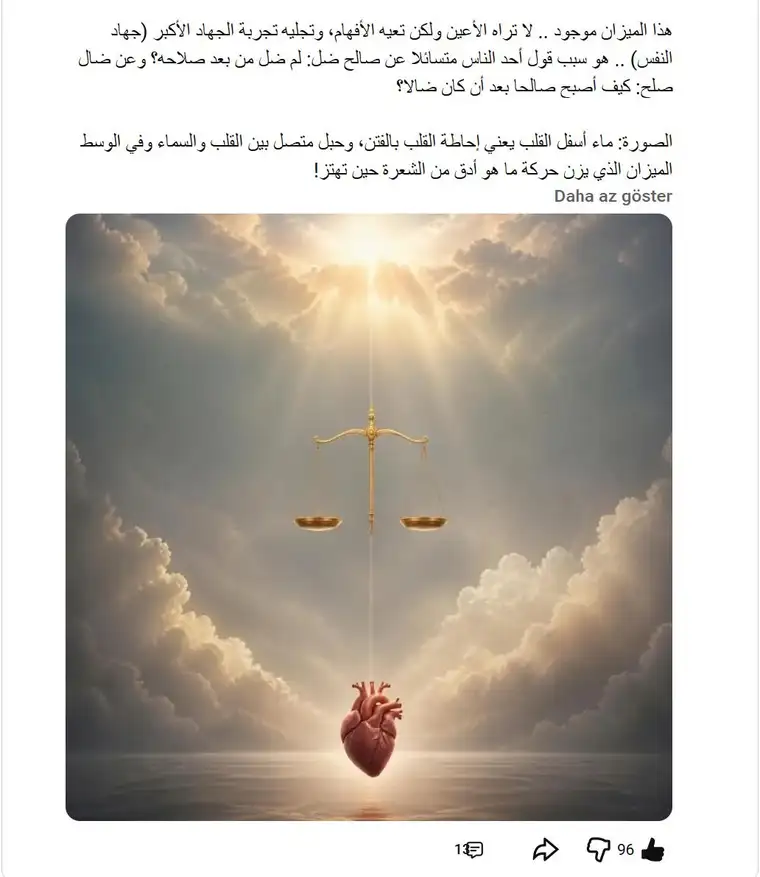 هذا الميزان موجود .. لا تراه الأعين ولكن تعيه الأفهام، وتجليه تجربة الجهاد الأكبر (جهاد
النفس) .. هو سبب قول أحد الناس متسائلا عن صالح ضل: لم ضل من بعد صلاحه؟ وعن ضال
صلح: كيف أصبح صالحا بعد أن كان ضالا؟
الصورة: ماء أسفل القلب يعني إحاطة القلب بالفتن، وحبل متصل بين القلب والسماء وفي الوسط
الميزان الذي يزن حركة ما هو أدق من الشعرة حين تهتز!
Daha az göster
13
96